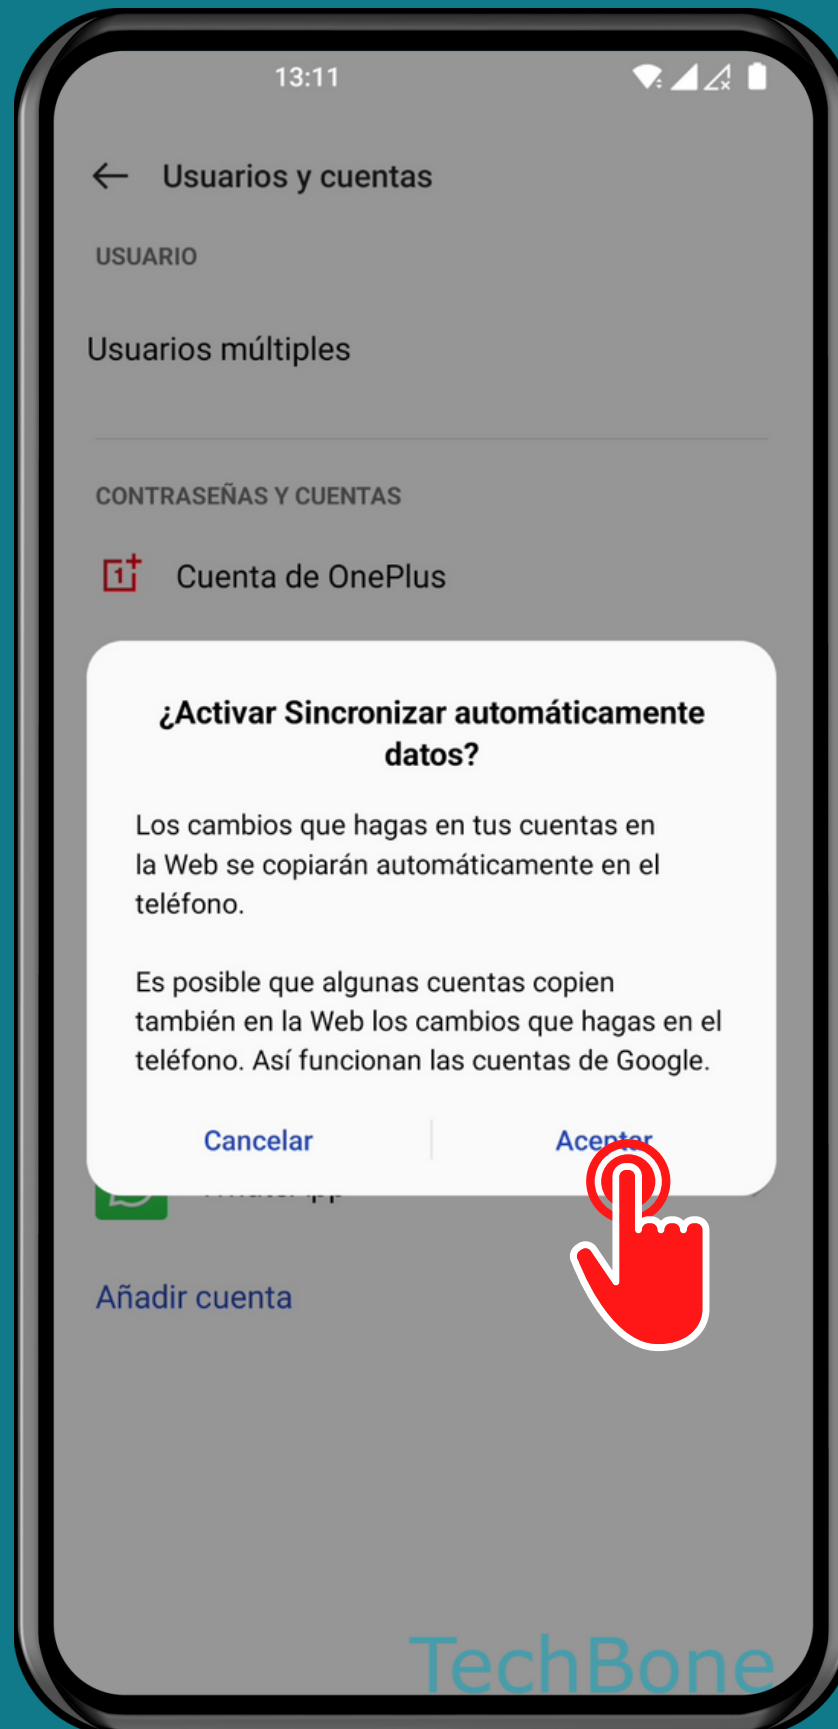 13:11
Usuarios y cuentas
USUARIO
Usuarios múltiples
CONTRASEÑAS Y CUENTAS
Cuenta de OnePlus
¿Activar Sincronizar automáticamente
datos?
Los cambios que hagas en tus cuentas en
la Web se copiarán automáticamente en el
teléfono.
Es posible que algunas cuentas copien
también en la Web los cambios que hagas en el
teléfono. Así funcionan las cuentas de Google.
Cancelar
Aceptar
WhatsApp
Añadir cuenta
TechBone